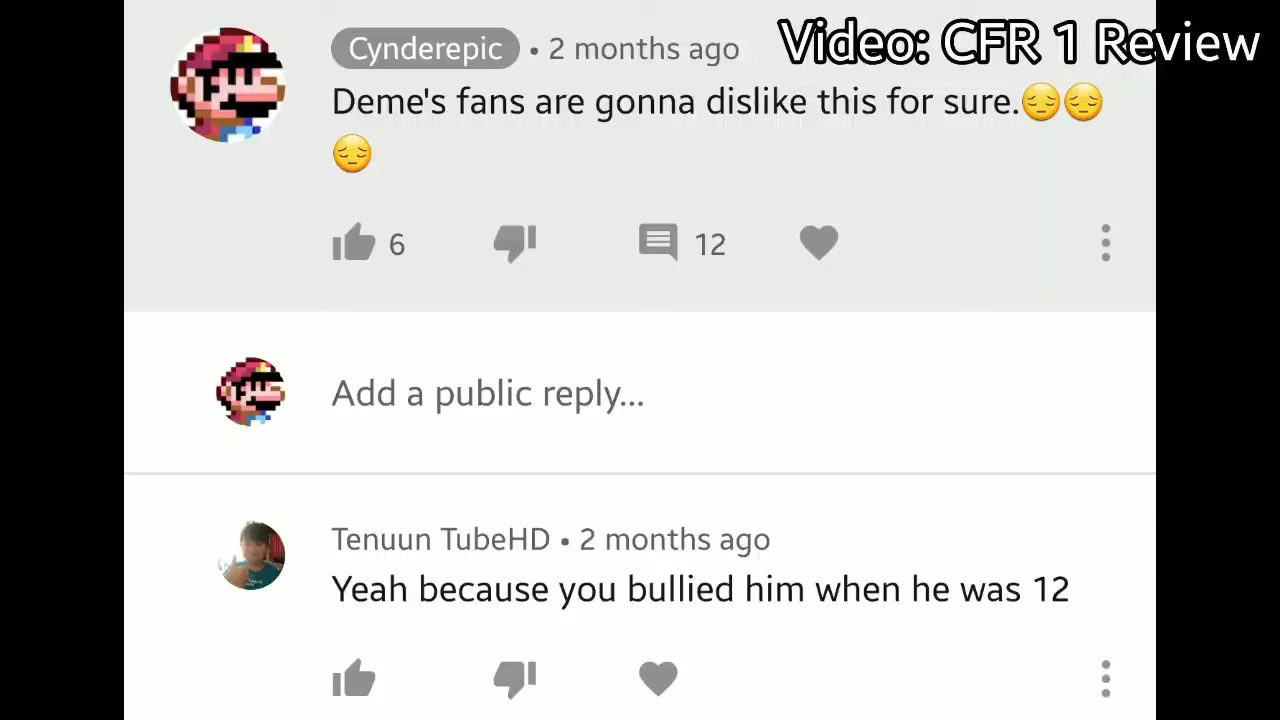 Video: CFR 1 Review
Cynderepic • 2 months ago
Deme's fans are gonna dislike this for sure.😔😔
😔
6
12
Add a public reply...
Tenuun TubeHD • 2 months ago
Yeah because you bullied him when he was 12